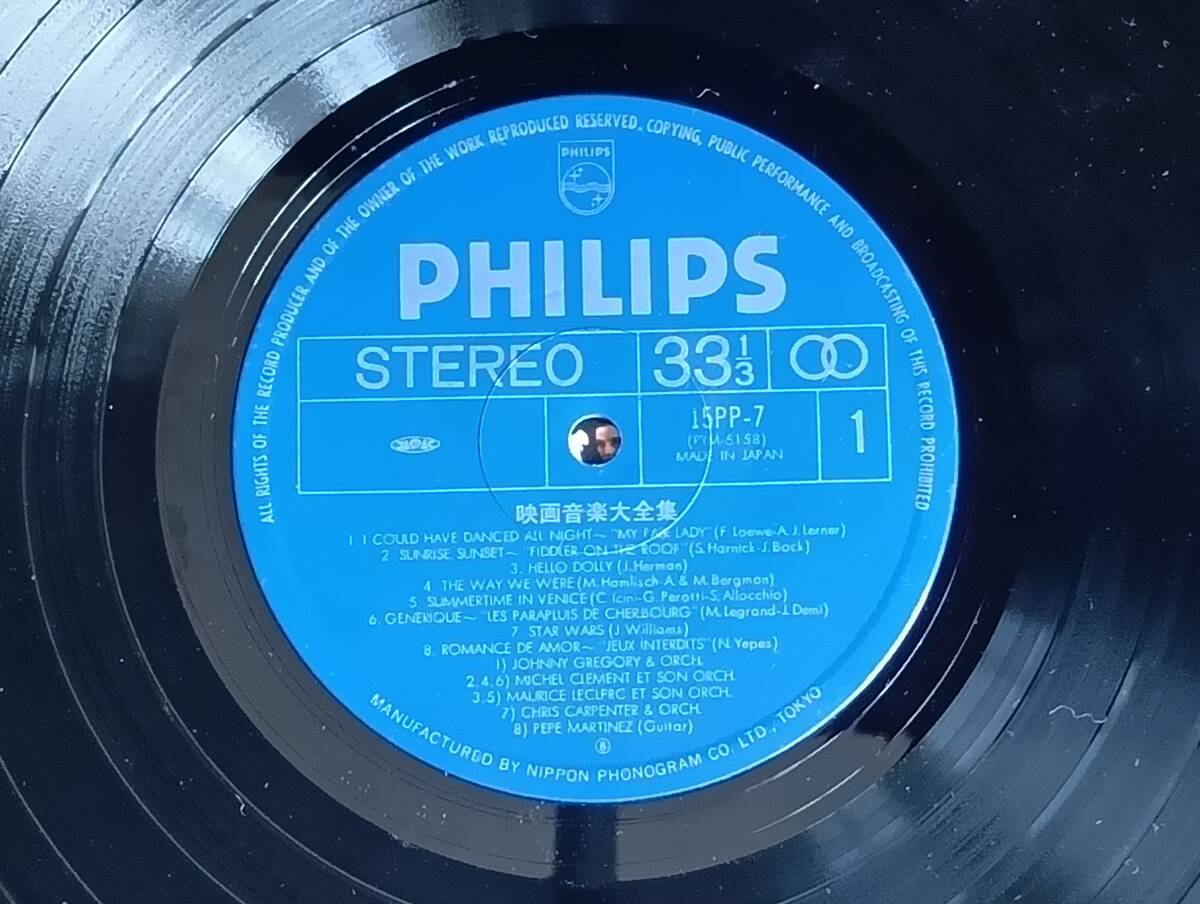 ALL RIGHTS OF THE RECORD PRODUCER AND OF THE OWNER OF THE WORK REPRODUCED RESERVED. COPYING, PUBLIC PERFORMANCE AND BROADCASTING OF THIS RECORD PROHIBITED
PHILIPS
PHILIPS
STEREO 33 1/3
15PP-7 1
(PYM-5158)
MADE IN JAPAN
映画音楽大全集
1. I COULD HAVE DANCED ALL NIGHT~ "MY FAIR LADY" (F. Loewe-A.J. Lerner)
2. SUNRISE, SUNSET~ "FIDDLER ON THE ROOF" (S. Harnick-J. Bock)
3. HELLO DOLLY (J. Herman)
4. THE WAY WE WERE (M. Hamlisch-A. & M. Bergman)
5. SUMMERTIME IN VENICE (C. Icini-G. Perotti-S. Allocchio)
6. GENERIQUE~ "LES PARAPLUIS DE CHERBOURG" (M. Legrand-J. Demi)
7. STAR WARS (J. Williams)
8. ROMANCE DE AMOR~ "JEUX INTERDITS" (N. Yepes)
1) JOHNNY GREGORY & ORCH.
2.4.6) MICHEL CLEMENT ET SON ORCH.
3.5) MAURICE LECLERC ET SON ORCH.
7) CHRIS CARPENTER & ORCH.
8) PEPE MARTINEZ (Guitar)
MANUFACTURED BY NIPPON PHONOGRAM CO. LTD., TOKYO